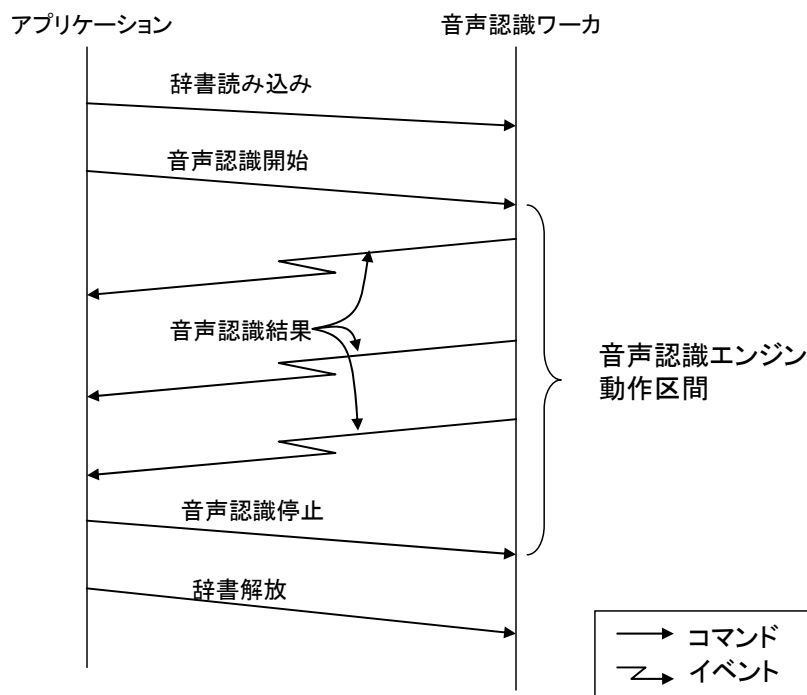 アプリケーション
音声認識ワーカ
辞書読み込み
音声認識開始
音声認識結果
音声認識エンジン
動作区間
音声認識停止
辞書解放
コマンド
イベント